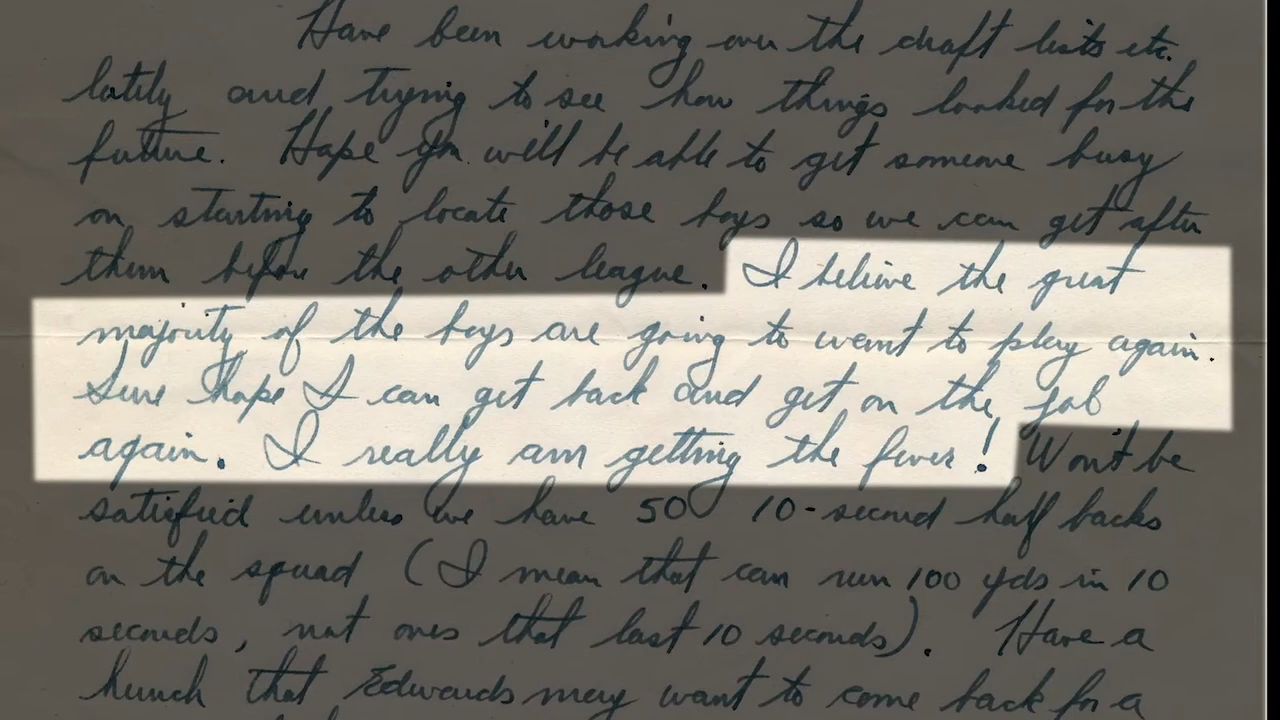 Have been working over the draft lists etc.
lately and trying to see how things looked for the
future. Hope you will be able to get someone busy
on starting to locate those boys so we can get after
them before the other league. I believe the great
majority of the boys are going to want to play again.
Sure hope I can get back and get on the job
again. I really am getting the fever! Won't be
satisfied unless we have 50 10-second half backs
on the squad (I mean that can run 100 yds in 10
seconds, not ones that last 10 seconds). Have a
hunch that Edwards may want to come back for a